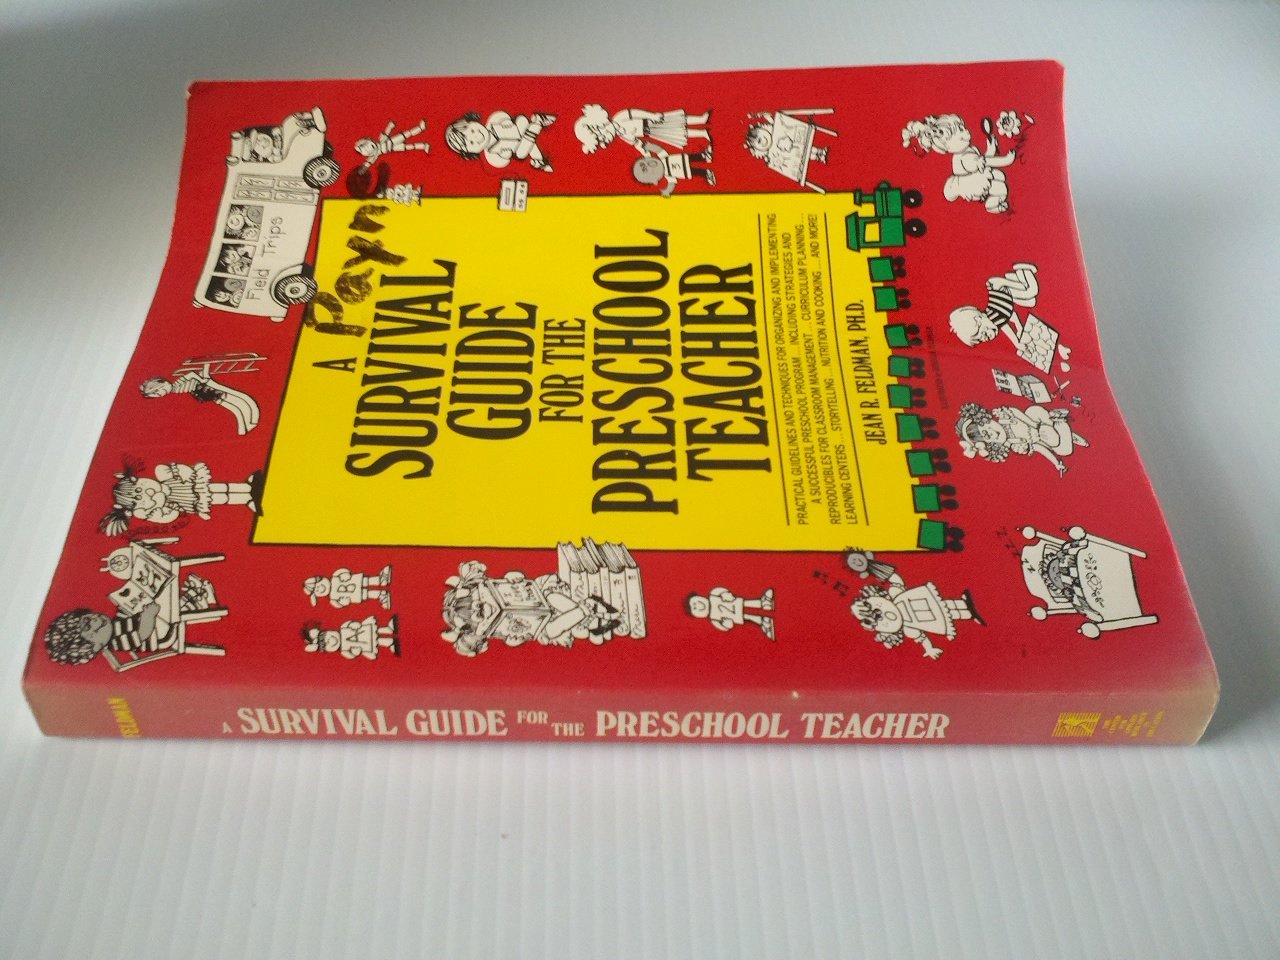 Payne
A
SURVIVAL
GUIDE
FOR THE
PRESCHOOL
TEACHER
PRACTICAL GUIDELINES AND TECHNIQUES FOR ORGANIZING AND IMPLEMENTING
A SUCCESSFUL PRESCHOOL PROGRAM...INCLUDING STRATEGIES AND
REPRODUCIBLES FOR CLASSROOM MANAGEMENT...CURRICULUM PLANNING...
LEARNING CENTERS...STORYTELLING...NUTRITION AND COOKING...AND MORE!
JEAN R. FELDMAN, PH.D.
Field Trips
FELDMAN
A SURVIVAL GUIDE FOR THE PRESCHOOL TEACHER